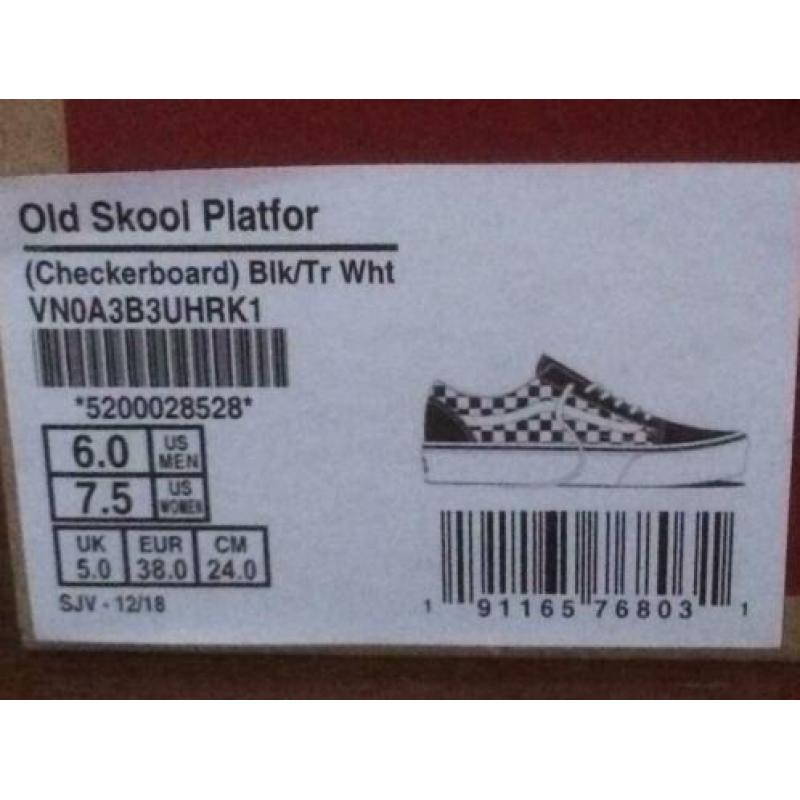 Old Skool Platfor
(Checkerboard) Blk/Tr Wht
VN0A3B3UHRK1
*5200028528*
6.0 US MEN
7.5 US WOMEN
UK EUR CM
5.0 38.0 24.0
SJV - 12/18
1 91165 76803 1